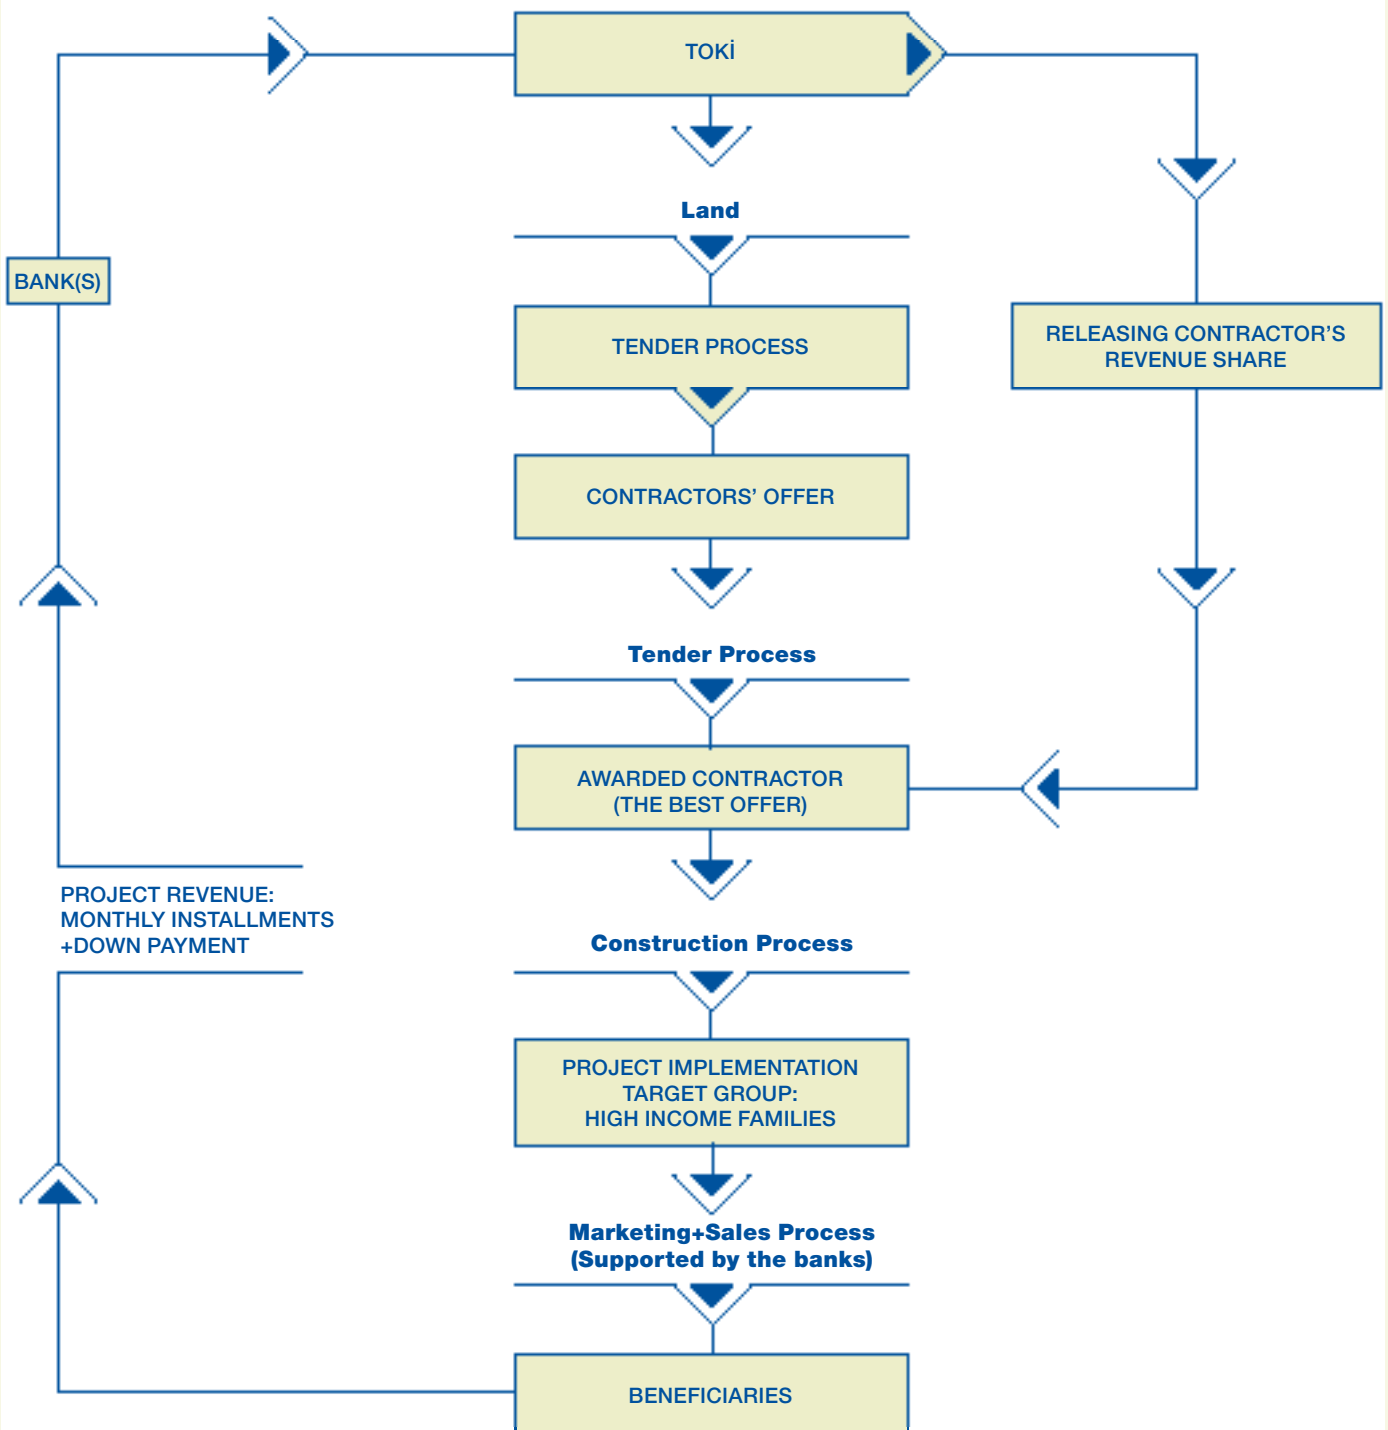 TOKİ
Land
BANK(S)
TENDER PROCESS
RELEASING CONTRACTOR'S
REVENUE SHARE
CONTRACTORS' OFFER
Tender Process
AWARDED CONTRACTOR
(THE BEST OFFER)
PROJECT REVENUE:
MONTHLY INSTALLMENTS
+DOWN PAYMENT
Construction Process
PROJECT IMPLEMENTATION
TARGET GROUP:
HIGH INCOME FAMILIES
Marketing+Sales Process
(Supported by the banks)
BENEFICIARIES